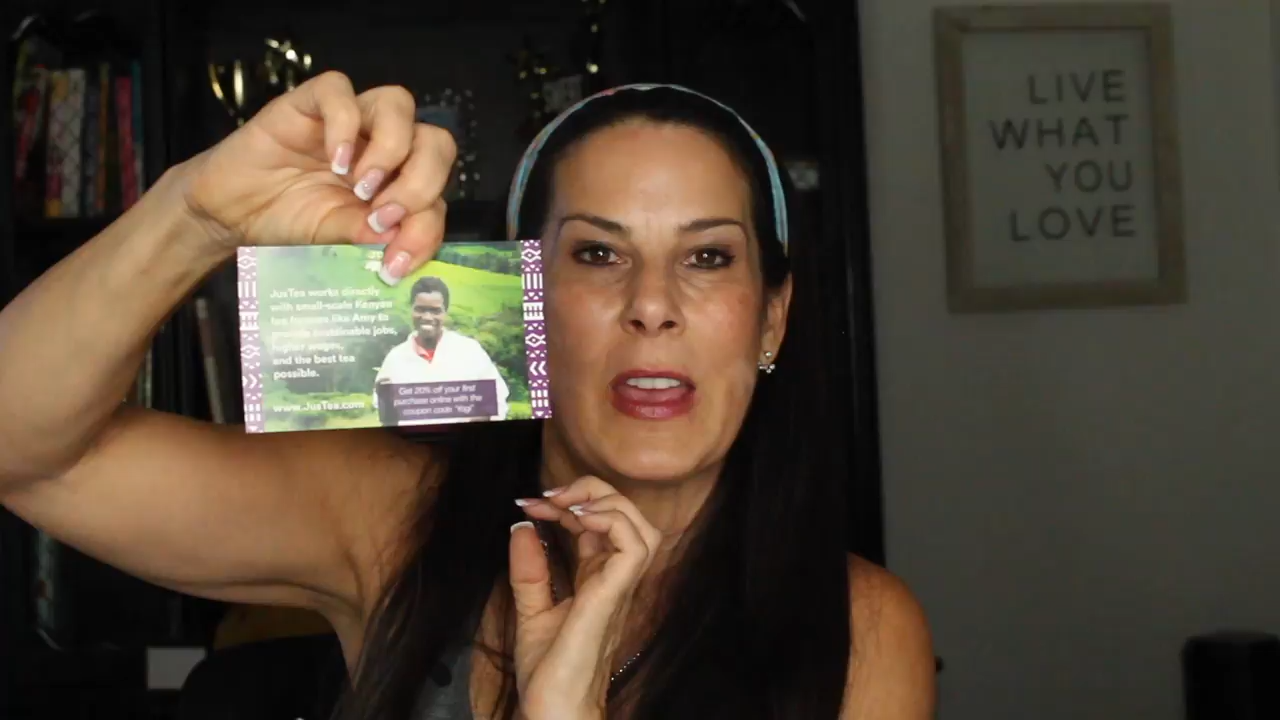 JusTea works directly
with small-scale Kenyan
tea farmers like Amy to
provide sustainable jobs,
higher wages,
and the best tea
possible.
www.JusTea.com
Get 20% off your first
purchase online with the
coupon code "Yogi"
LIVE
WHAT
YOU
LOVE